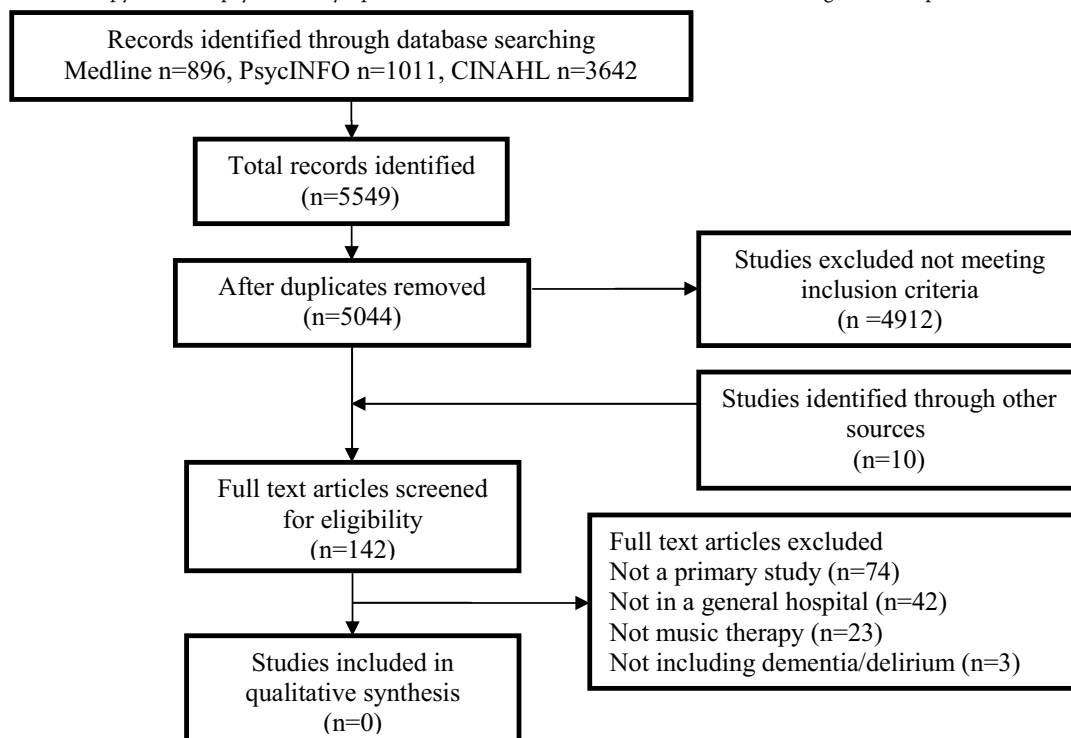 Records identified through database searching
Medline n=896, PsycINFO n=1011, CINAHL n=3642
Total records identified
(n=5549)
After duplicates removed
(n=5044)
Studies excluded not meeting
inclusion criteria
(n =4912)
Studies identified through other
sources
(n=10)
Full text articles screened
for eligibility
(n=142)
Full text articles excluded
Not a primary study (n=74)
Not in a general hospital (n=42)
Not music therapy (n=23)
Not including dementia/delirium (n=3)
Studies included in
qualitative synthesis
(n=0)